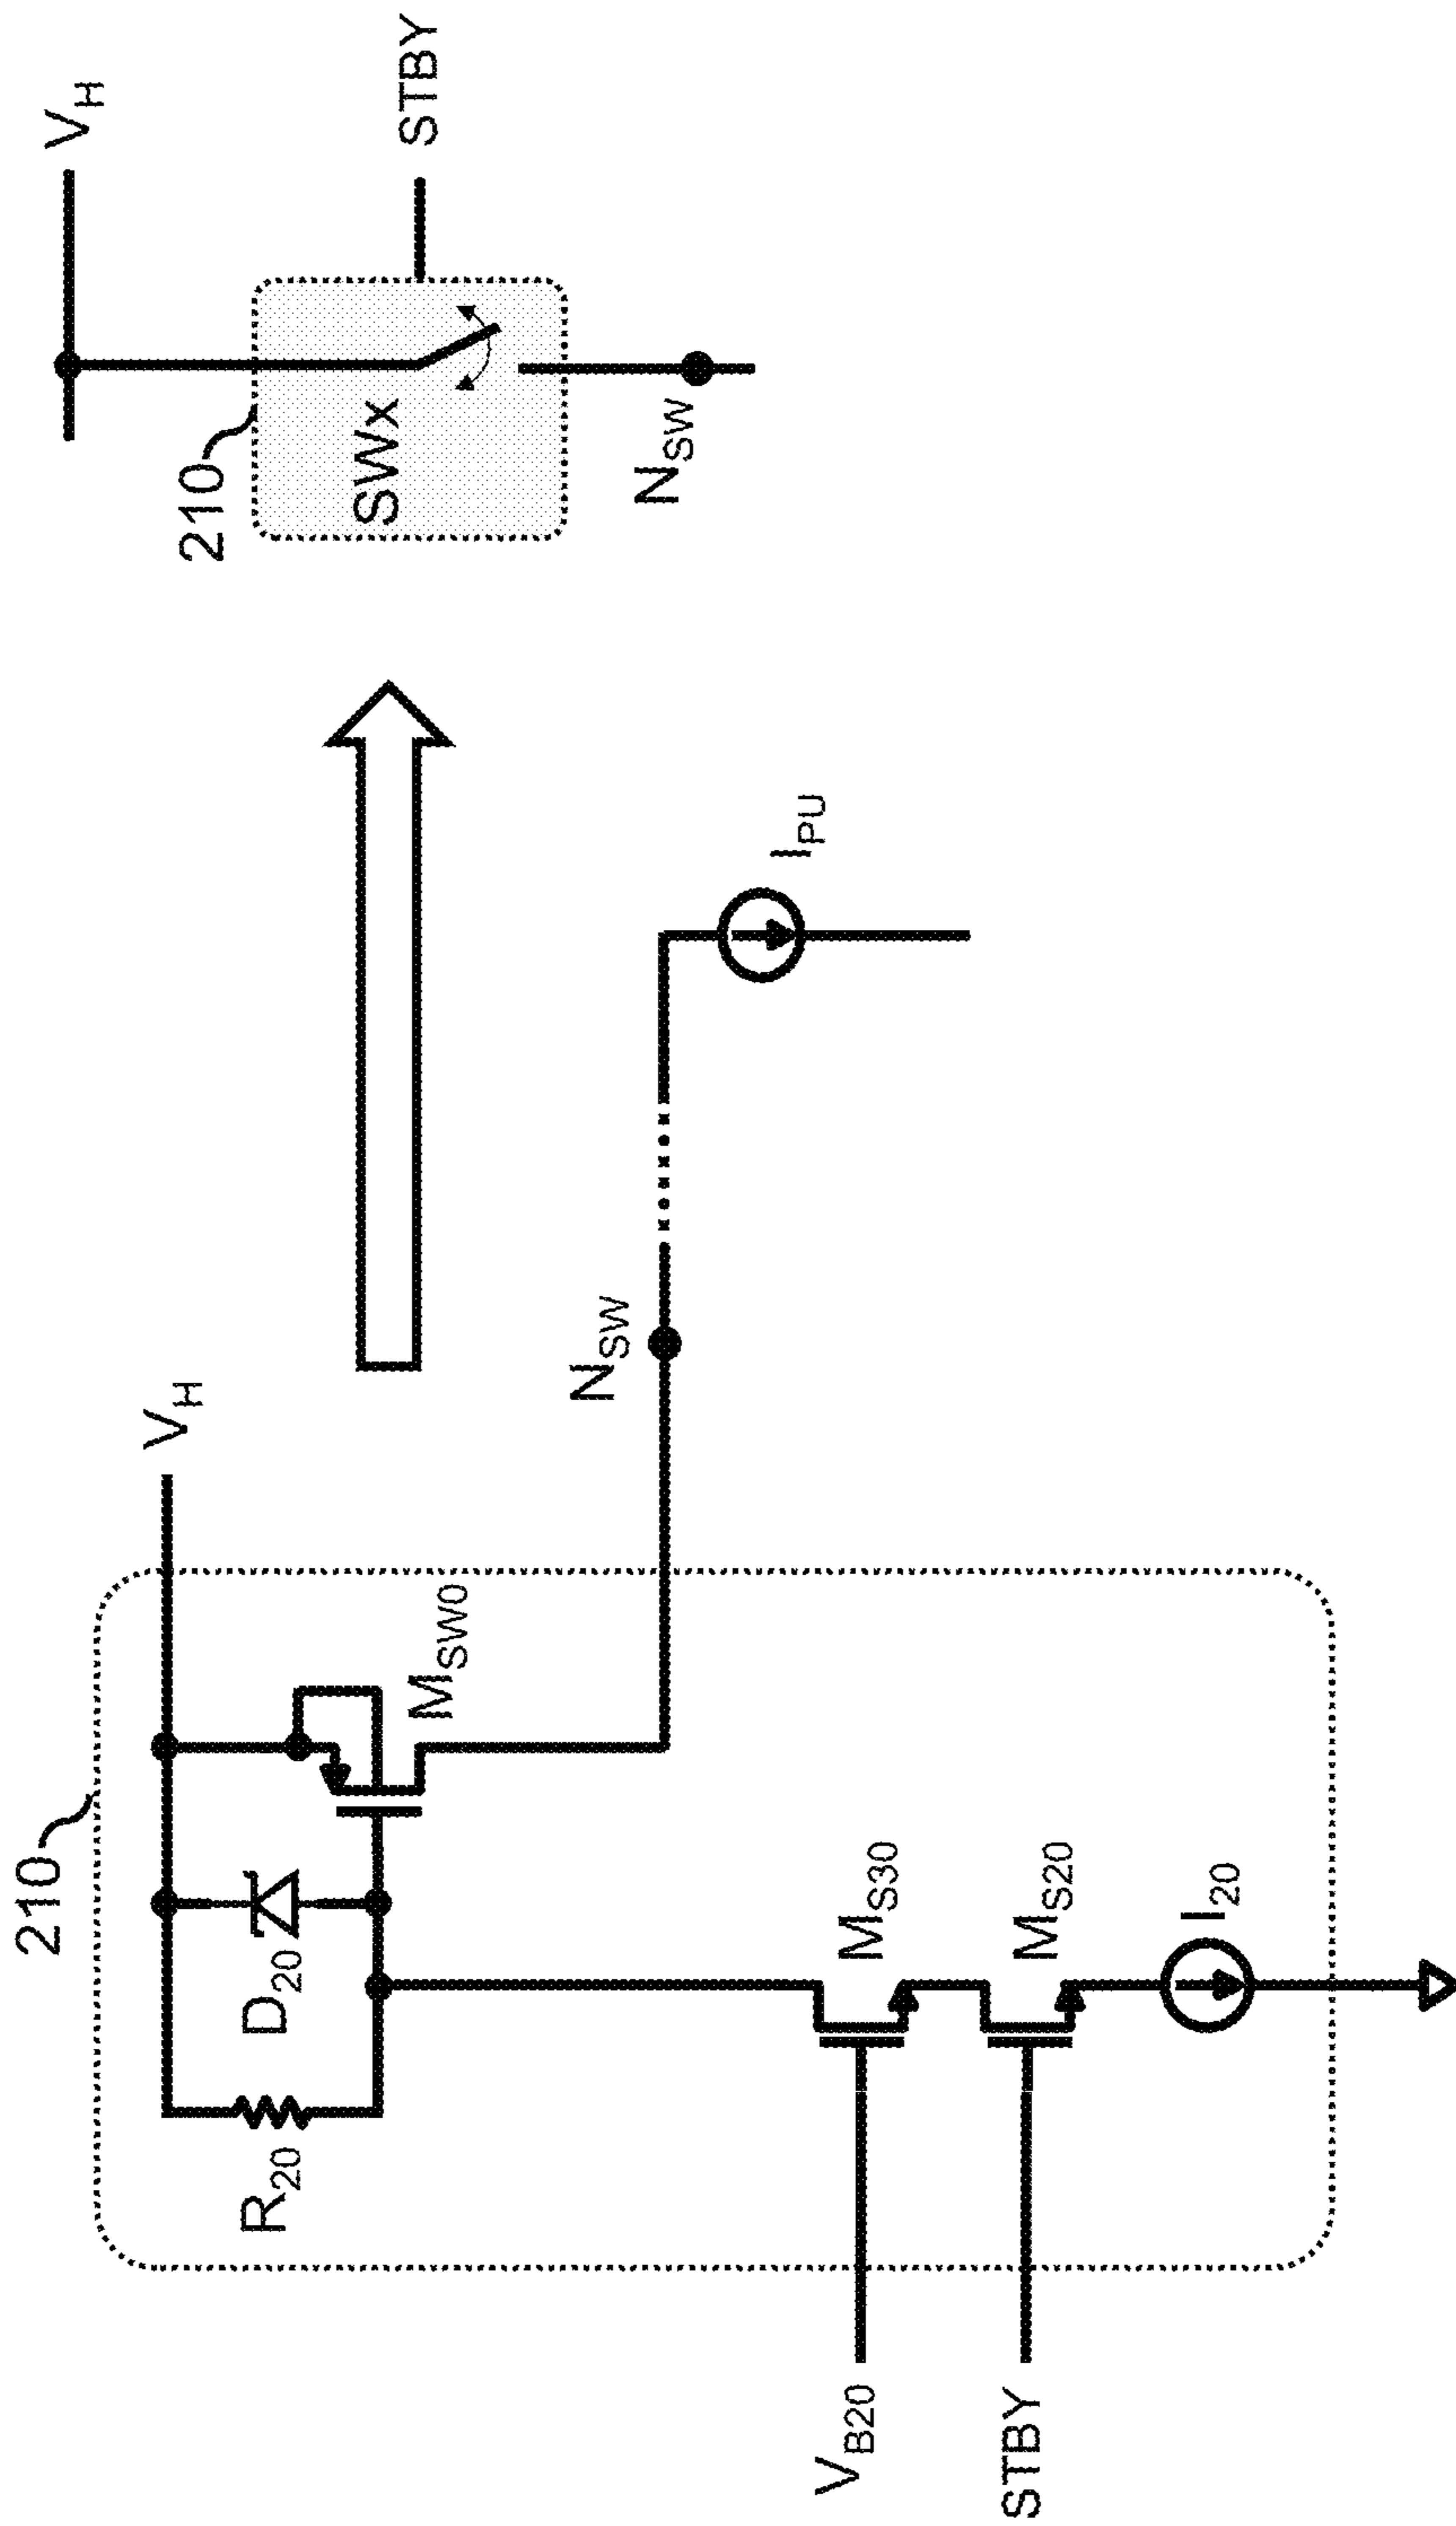 210
V_H
R_20
D_20
M_SW0
N_SW
I_PU
V_B20
M_S30
STBY
M_S20
I_20
V_H
210
SWx
STBY
N_SW